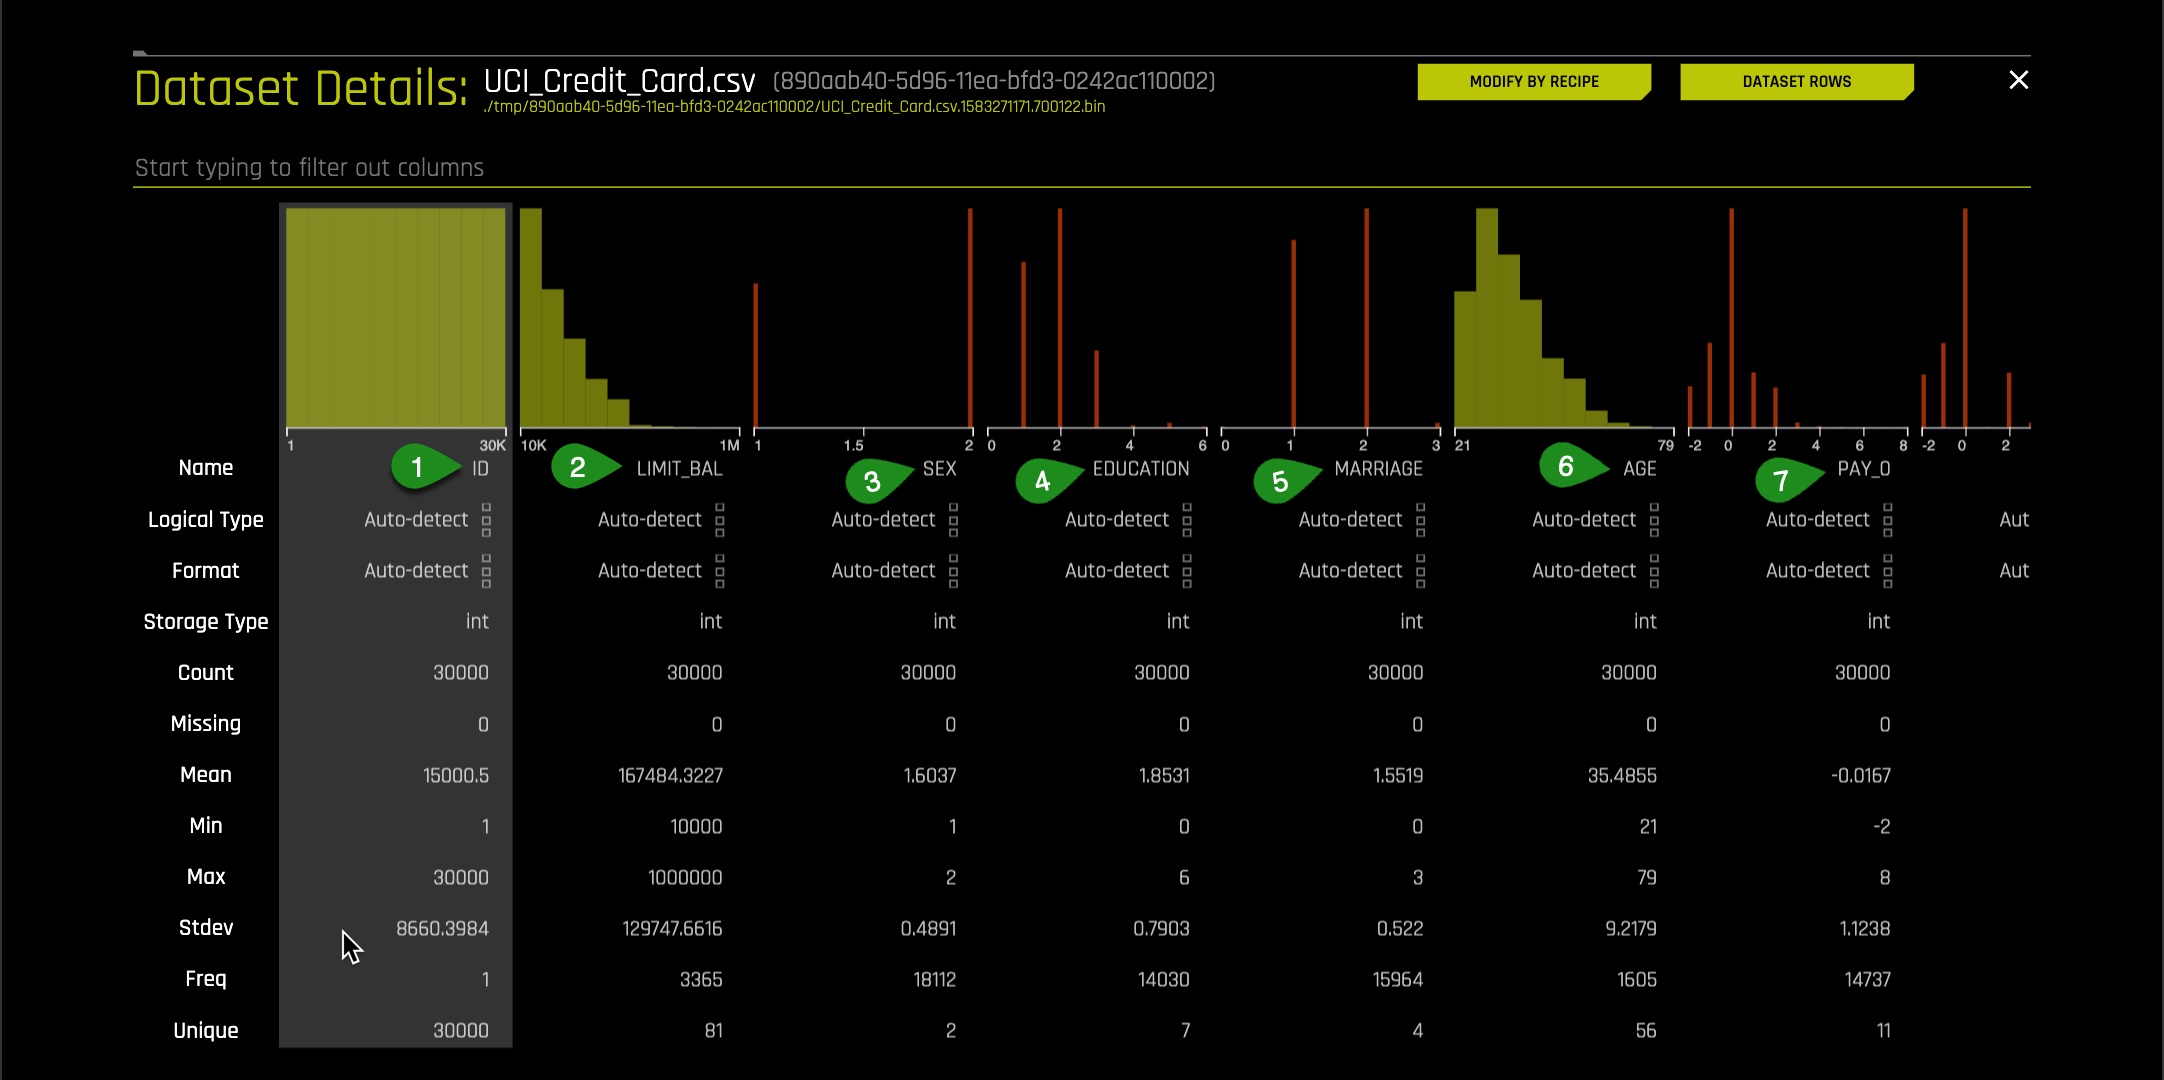 Dataset Details: UCI_Credit_Card.csv (890aab40-5d96-11ea-bfd3-0242ac110002) MODIFY BY RECIPE DATASET ROWS
./tmp/890aab40-5d96-11ea-bfd3-0242ac110002/UCI_Credit_Card.csv.1583271171.700122.bin
Start typing to filter out columns
1 30K 10K 1M 1 1.5 2 0 2 4 6 0 1 2 3 21 79 -2 0 2 4 6 8 -2 0 2
Name 1 ID 2 LIMIT_BAL 3 SEX 4 EDUCATION 5 MARRIAGE 6 AGE 7 PAY_0
Logical Type Auto-detect Auto-detect Auto-detect Auto-detect Auto-detect Auto-detect Auto-detect Aut
Format Auto-detect Auto-detect Auto-detect Auto-detect Auto-detect Auto-detect Auto-detect Aut
Storage Type int int int int int int int
Count 30000 30000 30000 30000 30000 30000 30000
Missing 0 0 0 0 0 0 0
Mean 15000.5 167484.3227 1.6037 1.8531 1.5519 35.4855 -0.0167
Min 1 10000 1 0 0 21 -2
Max 30000 1000000 2 6 3 79 8
Stdev 8660.3984 129747.6616 0.4891 0.7903 0.522 9.2179 1.1238
Freq 1 3365 18112 14030 15964 1605 14737
Unique 30000 81 2 7 4 56 11